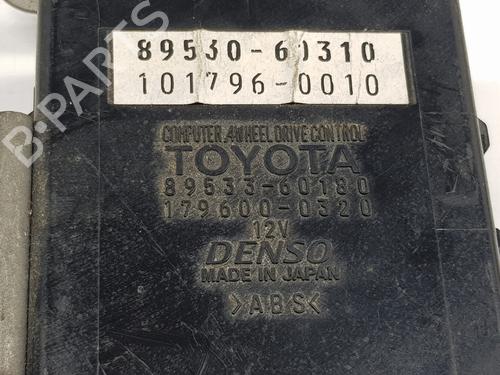 89530-60310
101796-0010
COMPUTER, 4WHEEL DRIVE CONTROL
TOYOTA
89533-60180
179600-0320
12V
DENSO
MADE IN JAPAN
>ABS<
B-PARTS